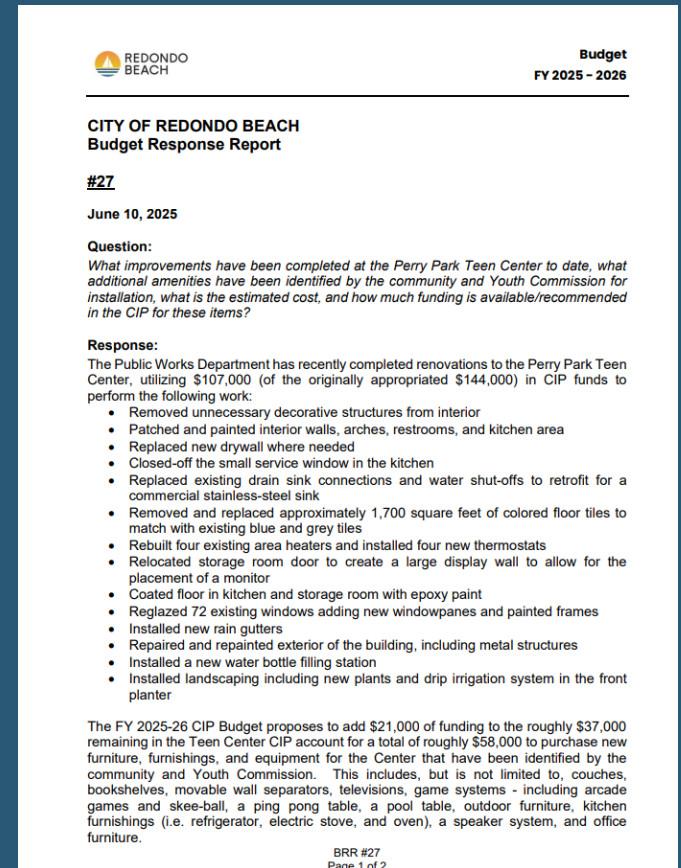 REDONDO
BEACH
Budget
FY 2025 - 2026
CITY OF REDONDO BEACH
Budget Response Report
#27
June 10, 2025
Question:
What improvements have been completed at the Perry Park Teen Center to date, what
additional amenities have been identified by the community and Youth Commission for
installation, what is the estimated cost, and how much funding is available/recommended
in the CIP for these items?
Response:
The Public Works Department has recently completed renovations to the Perry Park Teen
Center, utilizing $107,000 (of the originally appropriated $144,000) in CIP funds to
perform the following work:
• Removed unnecessary decorative structures from interior
• Patched and painted interior walls, arches, restrooms, and kitchen area
• Replaced new drywall where needed
• Closed-off the small service window in the kitchen
• Replaced existing drain sink connections and water shut-offs to retrofit for a
commercial stainless-steel sink
• Removed and replaced approximately 1,700 square feet of colored floor tiles to
match with existing blue and grey tiles
• Rebuilt four existing area heaters and installed four new thermostats
• Relocated storage room door to create a large display wall to allow for the
placement of a monitor
• Coated floor in kitchen and storage room with epoxy paint
• Reglazed 72 existing windows adding new windowpanes and painted frames
• Installed new rain gutters
• Repaired and repainted exterior of the building, including metal structures
• Installed a new water bottle filling station
• Installed landscaping including new plants and drip irrigation system in the front
planter
The FY 2025-26 CIP Budget proposes to add $21,000 of funding to the roughly $37,000
remaining in the Teen Center CIP account for a total of roughly $58,000 to purchase new
furniture, furnishings, and equipment for the Center that have been identified by the
community and Youth Commission. This includes, but is not limited to, couches,
bookshelves, movable wall separators, televisions, game systems - including arcade
games and skee-ball, a ping pong table, a pool table, outdoor furniture, kitchen
furnishings (i.e. refrigerator, electric stove, and oven), a speaker system, and office
furniture.
BRR #27
Page 1 of 2